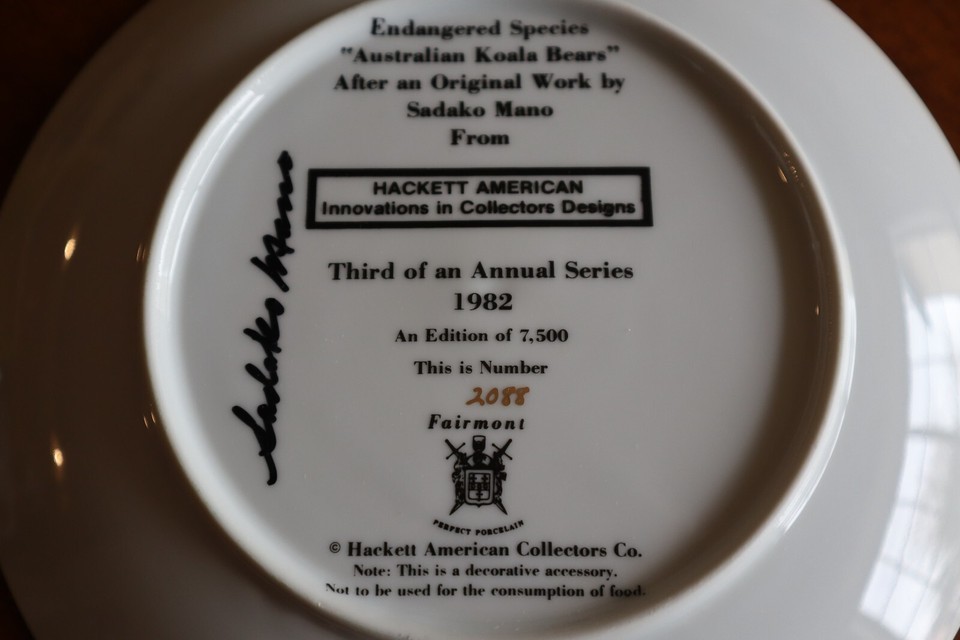 Endangered Species
"Australian Koala Bears"
After an Original Work by
Sadako Mano
From
HACKETT AMERICAN
Innovations in Collectors Designs
Third of an Annual Series
1982
An Edition of 7,500
This is Number
2088
Fairmont
PERFECT PORCELAIN
© Hackett American Collectors Co.
Note: This is a decorative accessory.
Not to be used for the consumption of food.
Sadako Mano